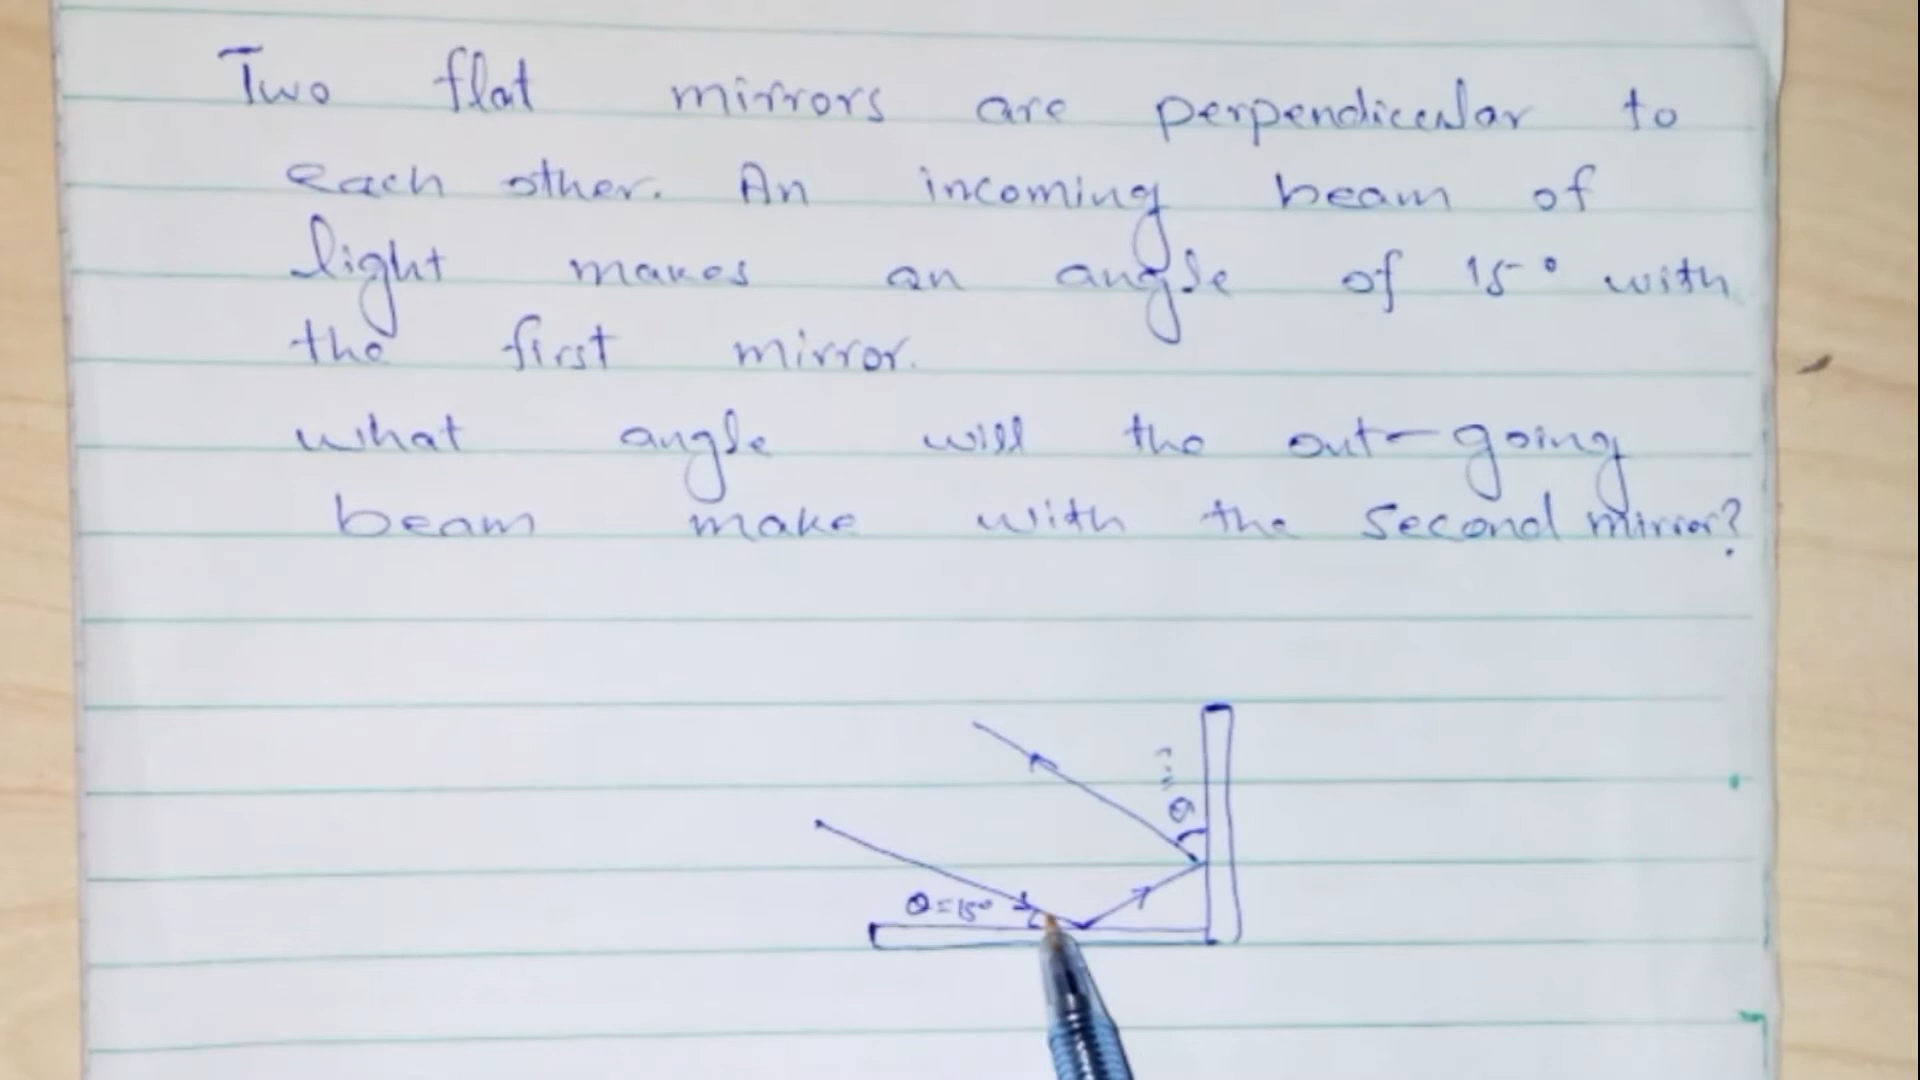 Two flat mirrors are perpendicular to
each other. An incoming beam of
light makes an angle of 15° with
the first mirror.
what angle will the out-going
beam make with the second mirror?
θ = 15°